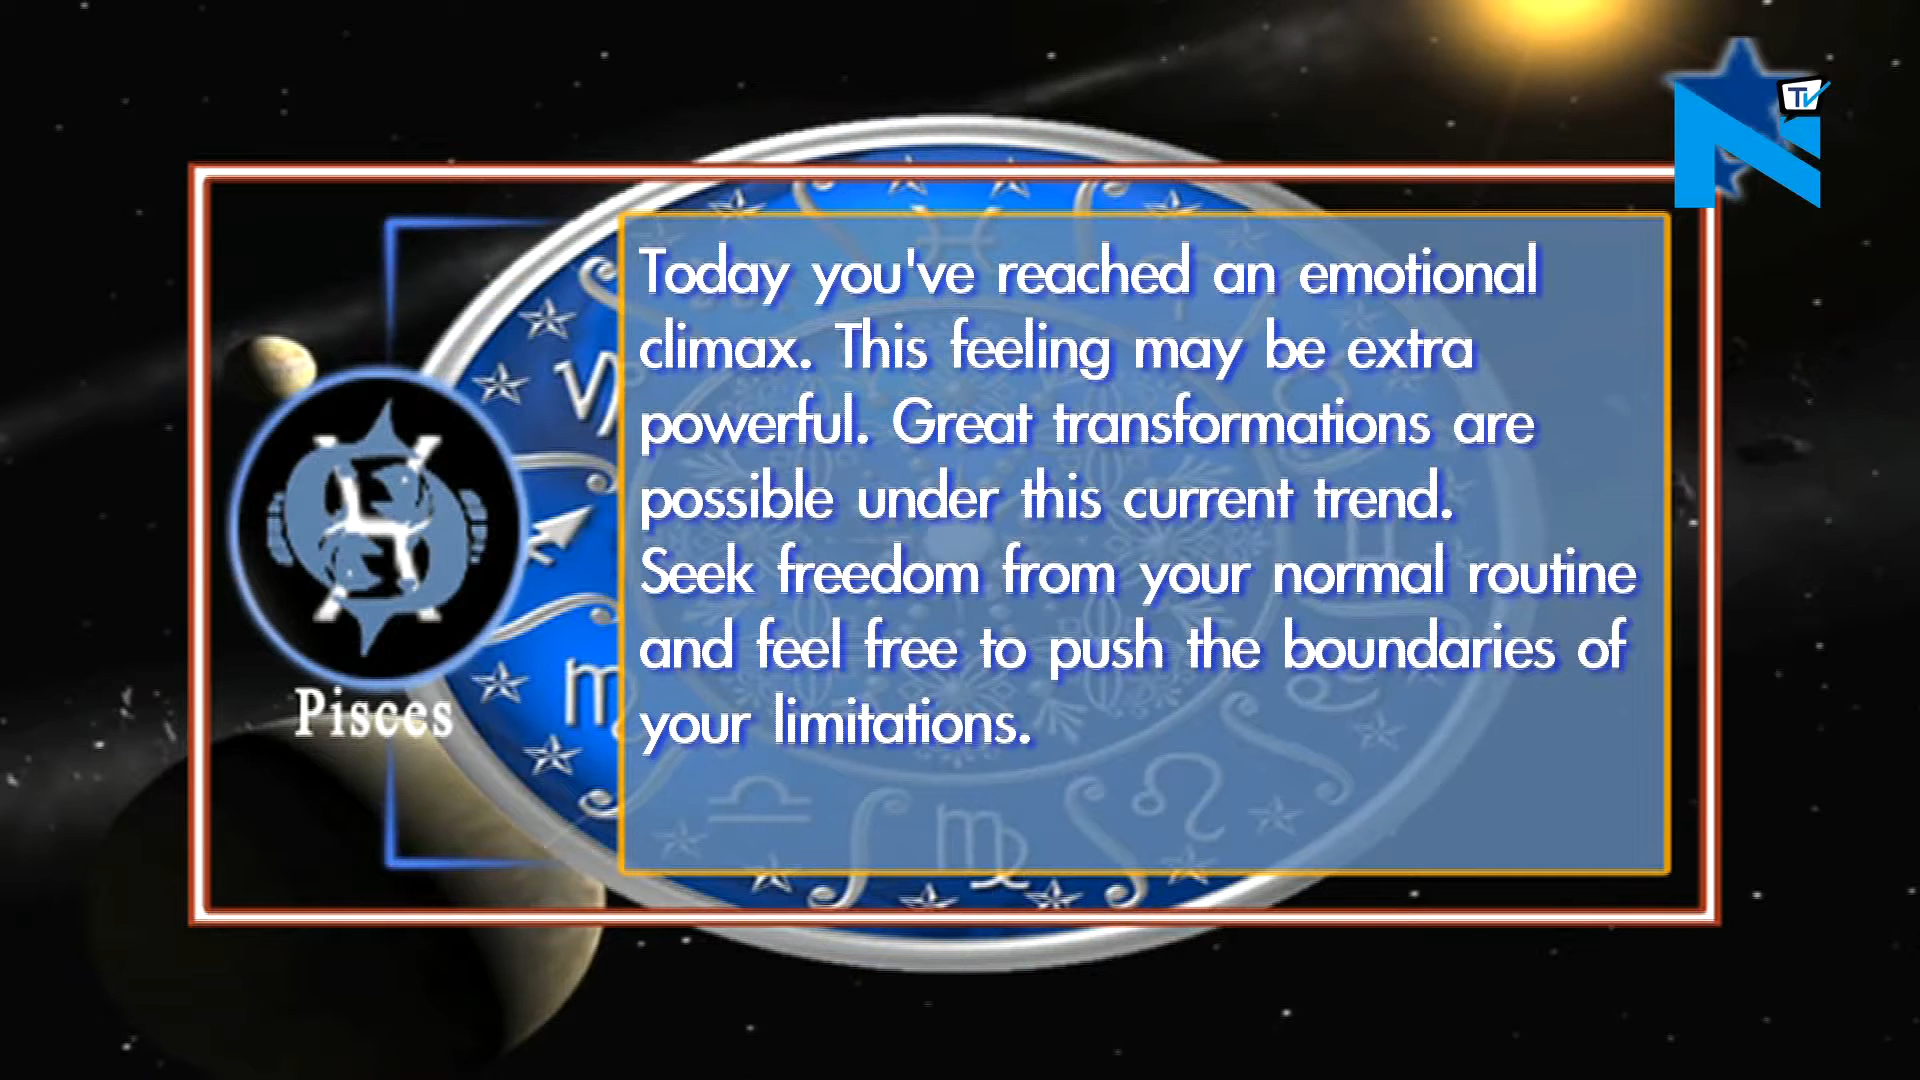 TV
Today you've reached an emotional
climax. This feeling may be extra
powerful. Great transformations are
possible under this current trend.
Seek freedom from your normal routine
and feel free to push the boundaries of
your limitations.
Pisces